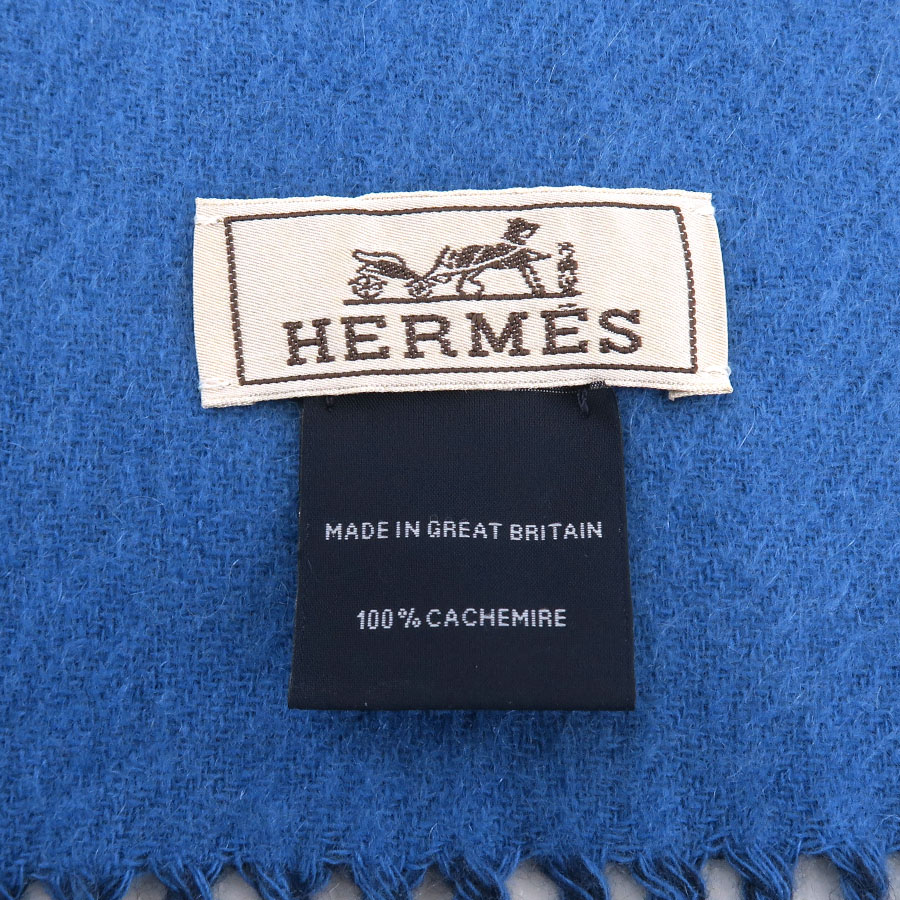 HERMÈS
MADE IN GREAT BRITAIN
100% CACHEMIRE